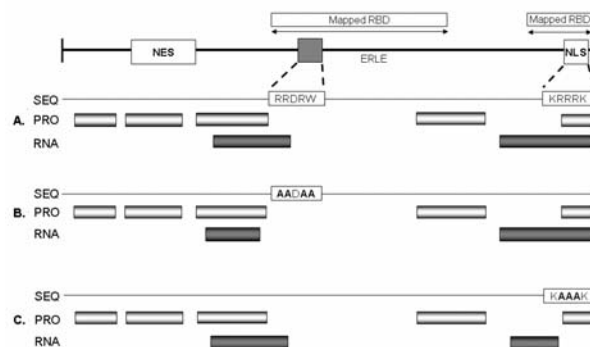 Mapped RBD Mapped RBD
NES NLS
ERLE
SEQ RRDRW KRRRK
A. PRO
RNA
SEQ AADAA
B. PRO
RNA
SEQ KAAAK
C. PRO
RNA